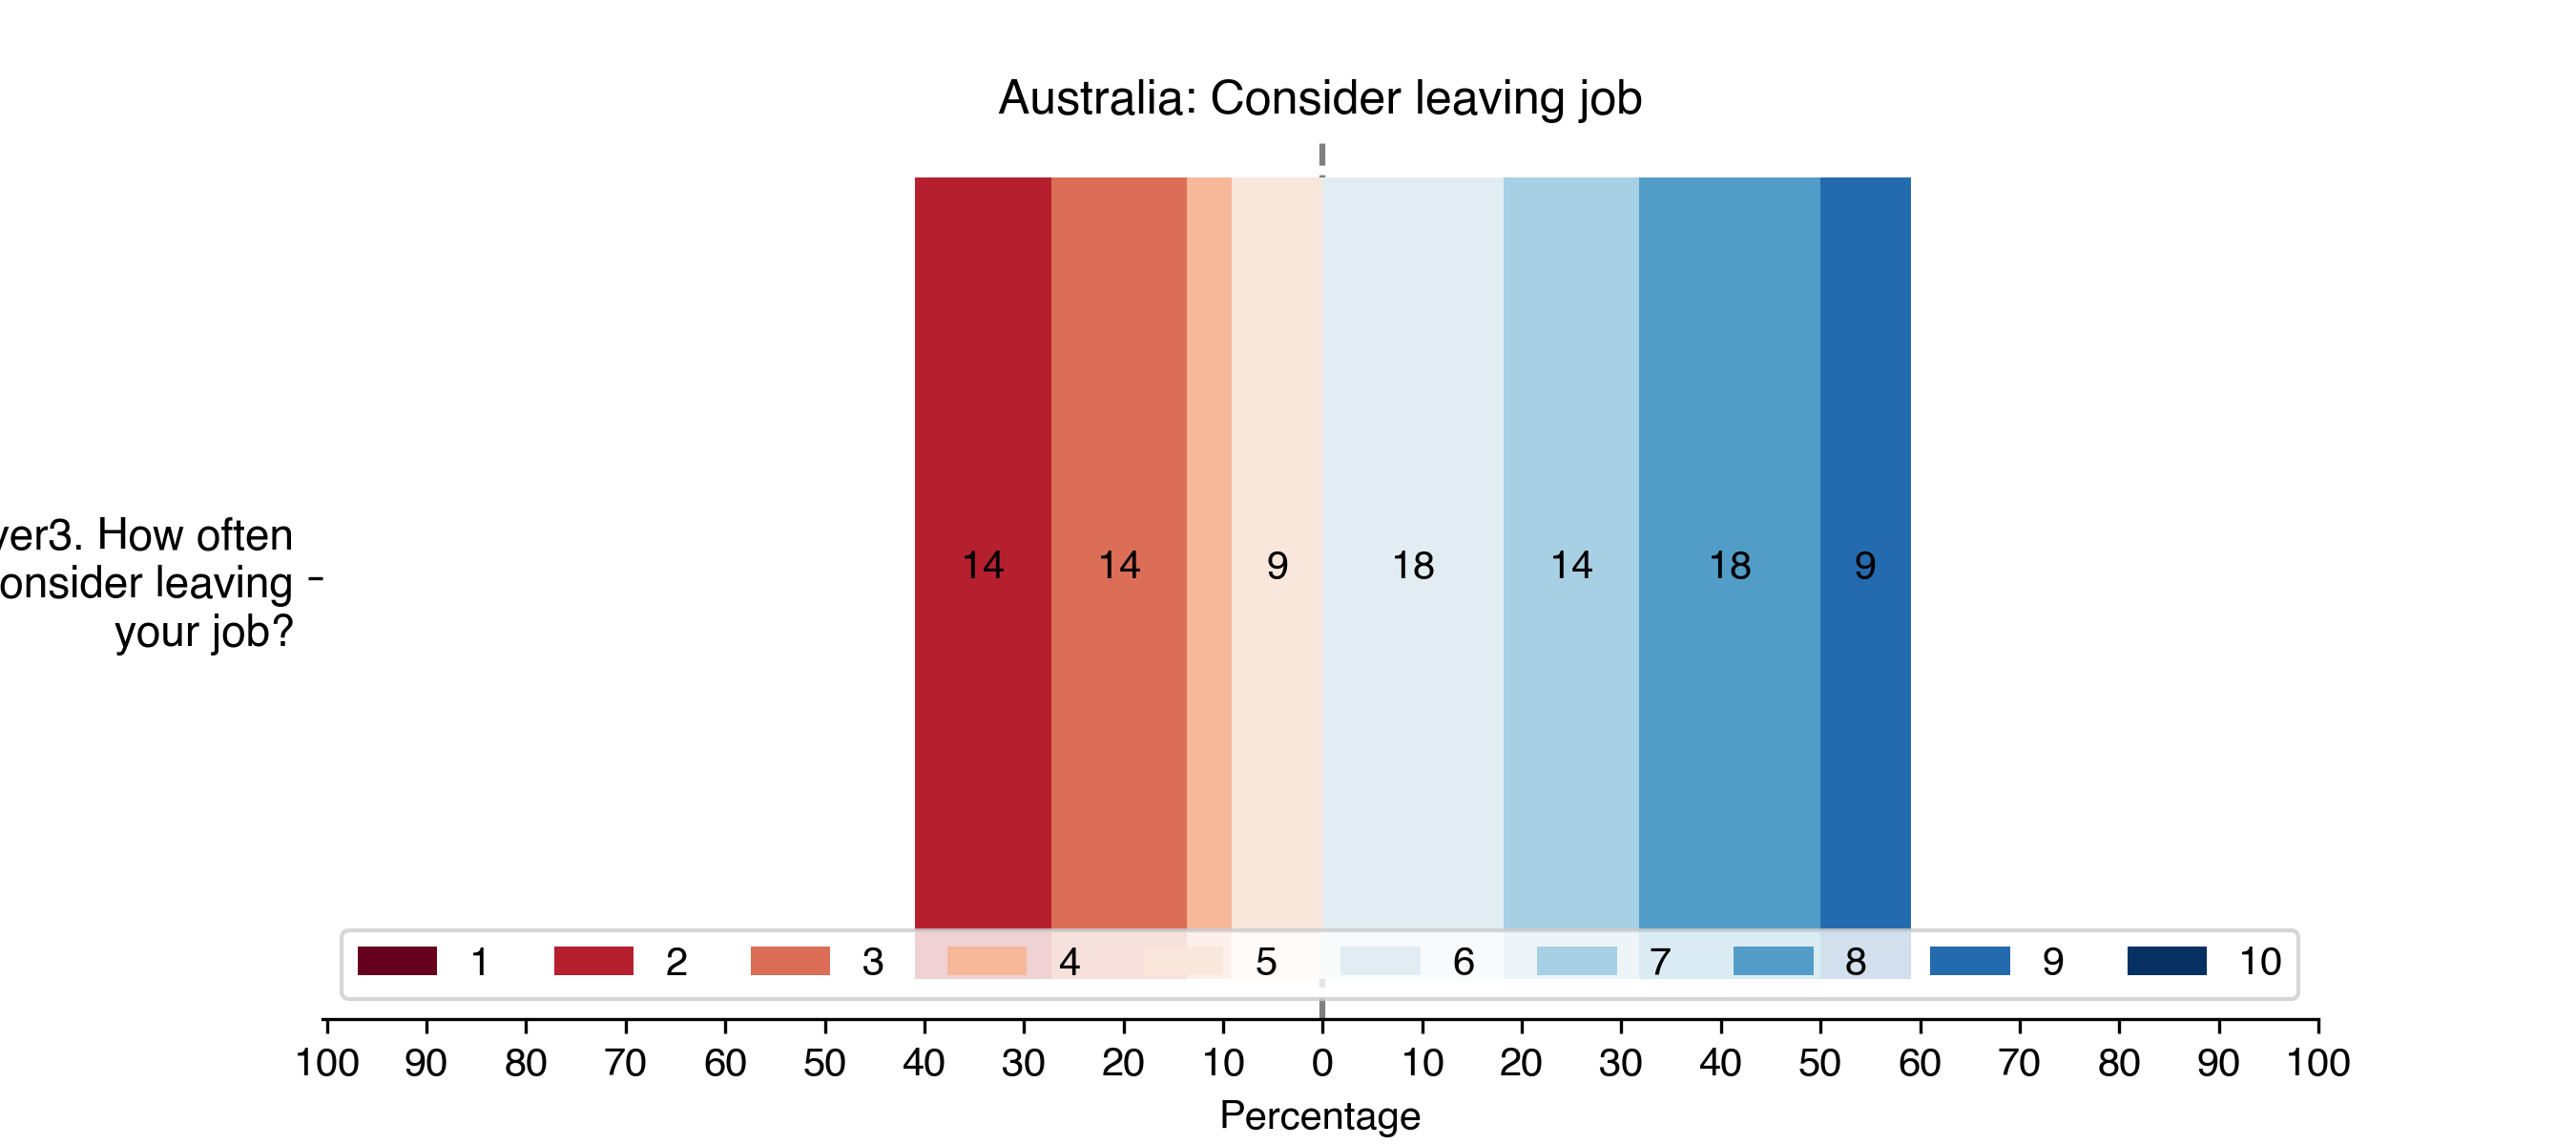 Australia: Consider leaving job
How often
leaving -
your job?
14 14 9 18 14 18 9
1 2 3 4 5 6 7 8 9 10
100 90 80 70 60 50 40 30 20 10 0 10 20 30 40 50 60 70 80 90 100
Percentage